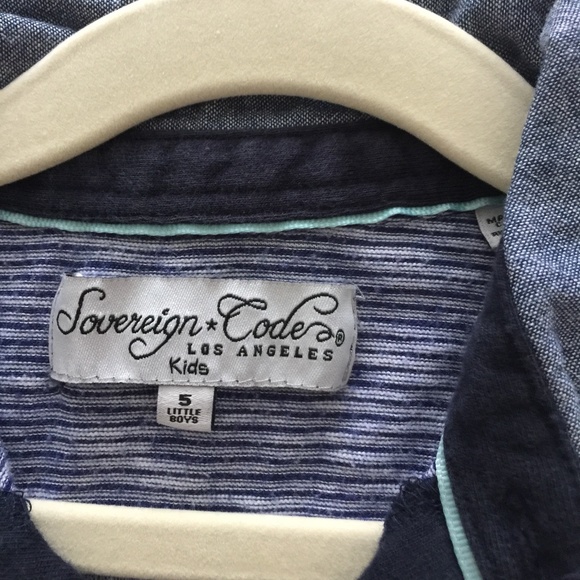 Sovereign ★ Code®
LOS ANGELES
Kids
5
LITTLE
BOYS